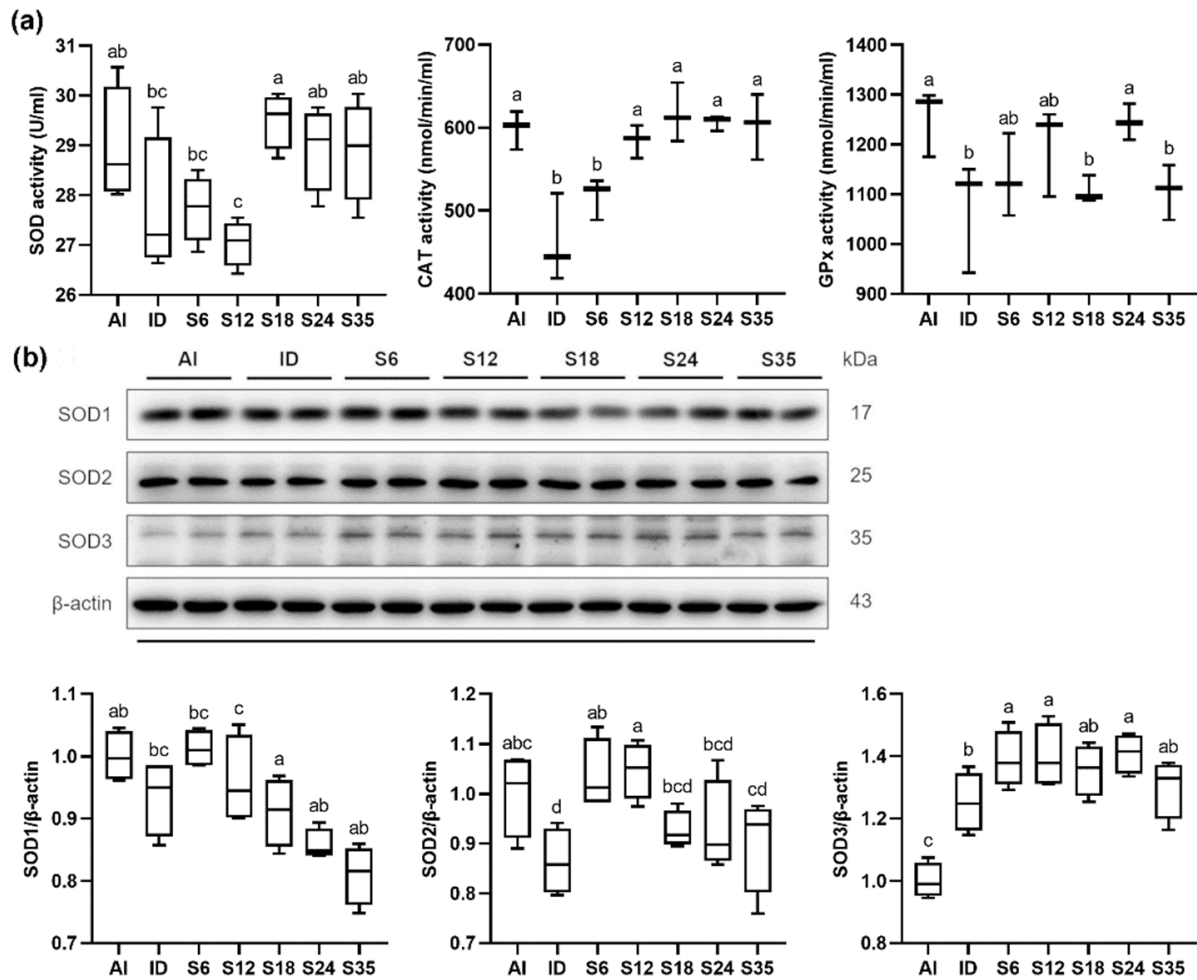 (a)
SOD activity (U/ml)
31
30
29
28
27
26
ab
bc
bc
c
a
ab
ab
AI ID S6 S12 S18 S24 S35
CAT activity (nmol/min/ml)
700
600
500
400
a
b
b
a
a
a
a
AI ID S6 S12 S18 S24 S35
GPx activity (nmol/min/ml)
1400
1300
1200
1100
1000
900
a
b
ab
ab
b
a
b
AI ID S6 S12 S18 S24 S35
(b)
AI ID S6 S12 S18 S24 S35 kDa
SOD1 17
SOD2 25
SOD3 35
β-actin 43
SOD1/β-actin
1.1
1.0
0.9
0.8
0.7
ab
bc
bc
c
a
ab
ab
AI ID S6 S12 S18 S24 S35
SOD2/β-actin
1.2
1.1
1.0
0.9
0.8
0.7
abc
d
ab
a
bcd
bcd
cd
AI ID S6 S12 S18 S24 S35
SOD3/β-actin
1.6
1.4
1.2
1.0
0.8
c
b
a
a
ab
a
ab
AI ID S6 S12 S18 S24 S35